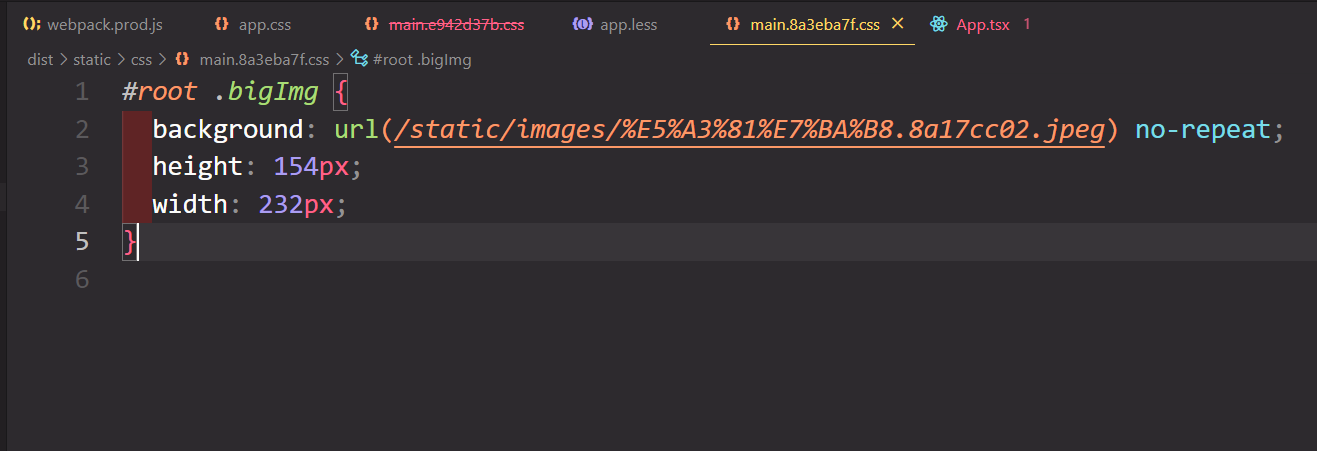 webpack.prod.js app.css main.e942d37b.css app.less main.8a3eba7f.css App.tsx 1
dist > static > css > main.8a3eba7f.css > #root .bigImg
1 #root .bigImg {
2 background: url(/static/images/%E5%A3%81%E7%BA%B8.8a17cc02.jpeg) no-repeat;
3 height: 154px;
4 width: 232px;
5 }
6